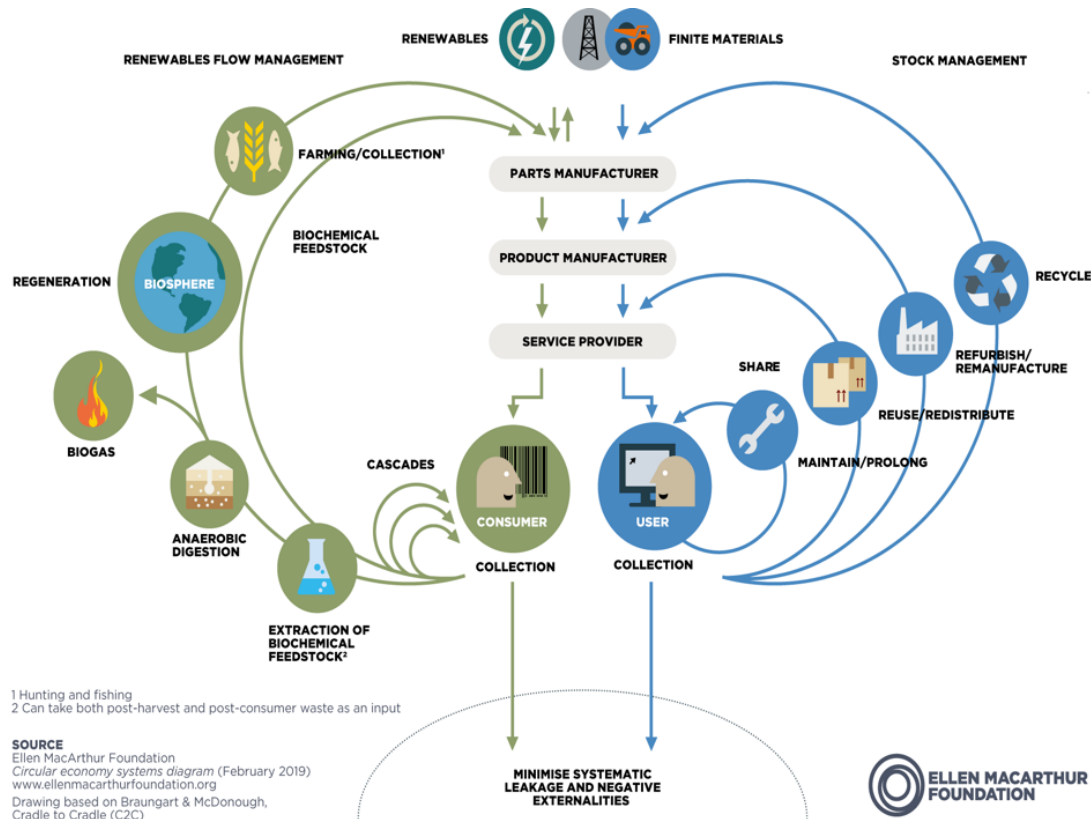 RENEWABLES
FINITE MATERIALS
RENEWABLES FLOW MANAGEMENT
STOCK MANAGEMENT
FARMING/COLLECTION¹
PARTS MANUFACTURER
BIOCHEMICAL
FEEDSTOCK
PRODUCT MANUFACTURER
REGENERATION
BIOSPHERE
RECYCLE
SERVICE PROVIDER
SHARE
REFURBISH/
REMANUFACTURE
REUSE/REDISTRIBUTE
BIOGAS
CASCADES
MAINTAIN/PROLONG
CONSUMER
USER
ANAEROBIC
DIGESTION
COLLECTION
COLLECTION
EXTRACTION OF
BIOCHEMICAL
FEEDSTOCK²
1 Hunting and fishing
2 Can take both post-harvest and post-consumer waste as an input
SOURCE
Ellen MacArthur Foundation
Circular economy systems diagram (February 2019)
www.ellenmacarthurfoundation.org
Drawing based on Braungart & McDonough,
Cradle to Cradle (C2C)
MINIMISE SYSTEMATIC
LEAKAGE AND NEGATIVE
EXTERNALITIES
ELLEN MACARTHUR
FOUNDATION